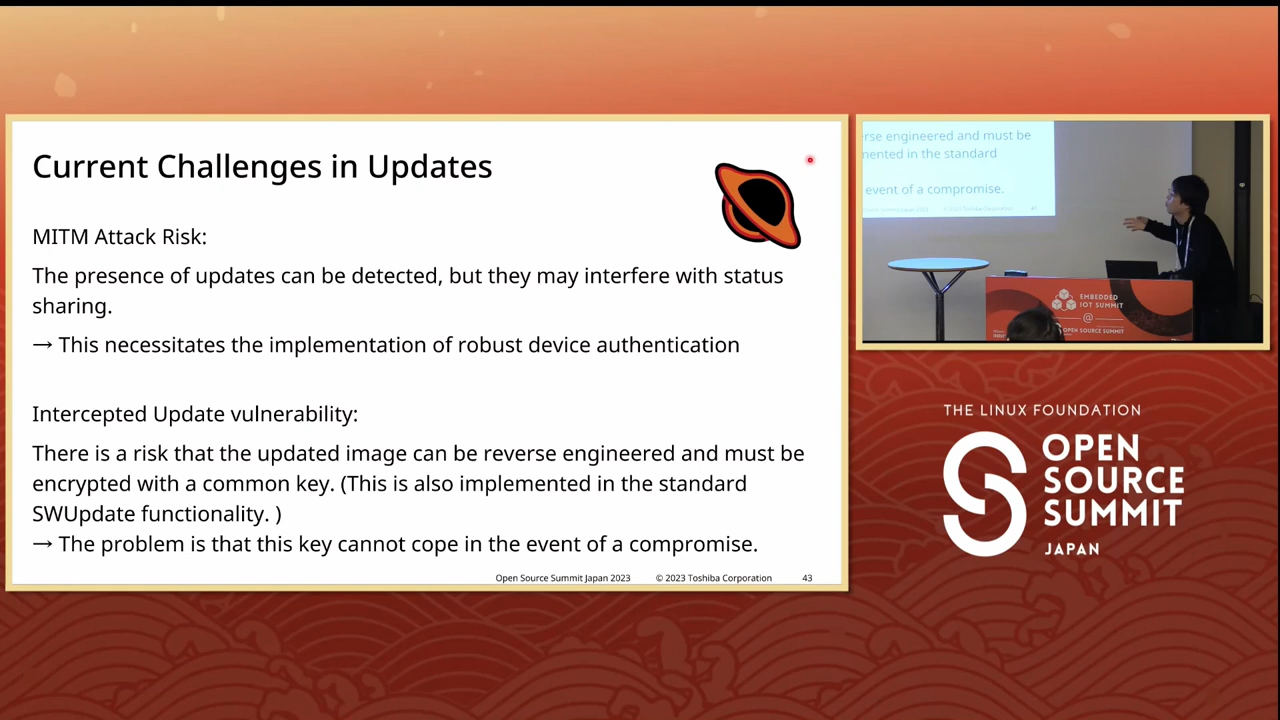 Current Challenges in Updates
MITM Attack Risk:
The presence of updates can be detected, but they may interfere with status
sharing.
→ This necessitates the implementation of robust device authentication
Intercepted Update vulnerability:
There is a risk that the updated image can be reverse engineered and must be
encrypted with a common key. (This is also implemented in the standard
SWUpdate functionality. )
→ The problem is that this key cannot cope in the event of a compromise.
Open Source Summit Japan 2023 © 2023 Toshiba Corporation 43
rse engineered and must be
nented in the standard
event of a compromise.
EMBEDDED
IOT SUMMIT
@
OPEN SOURCE SUMMIT
THE LINUX FOUNDATION
OPEN
SOURCE
SUMMIT
JAPAN